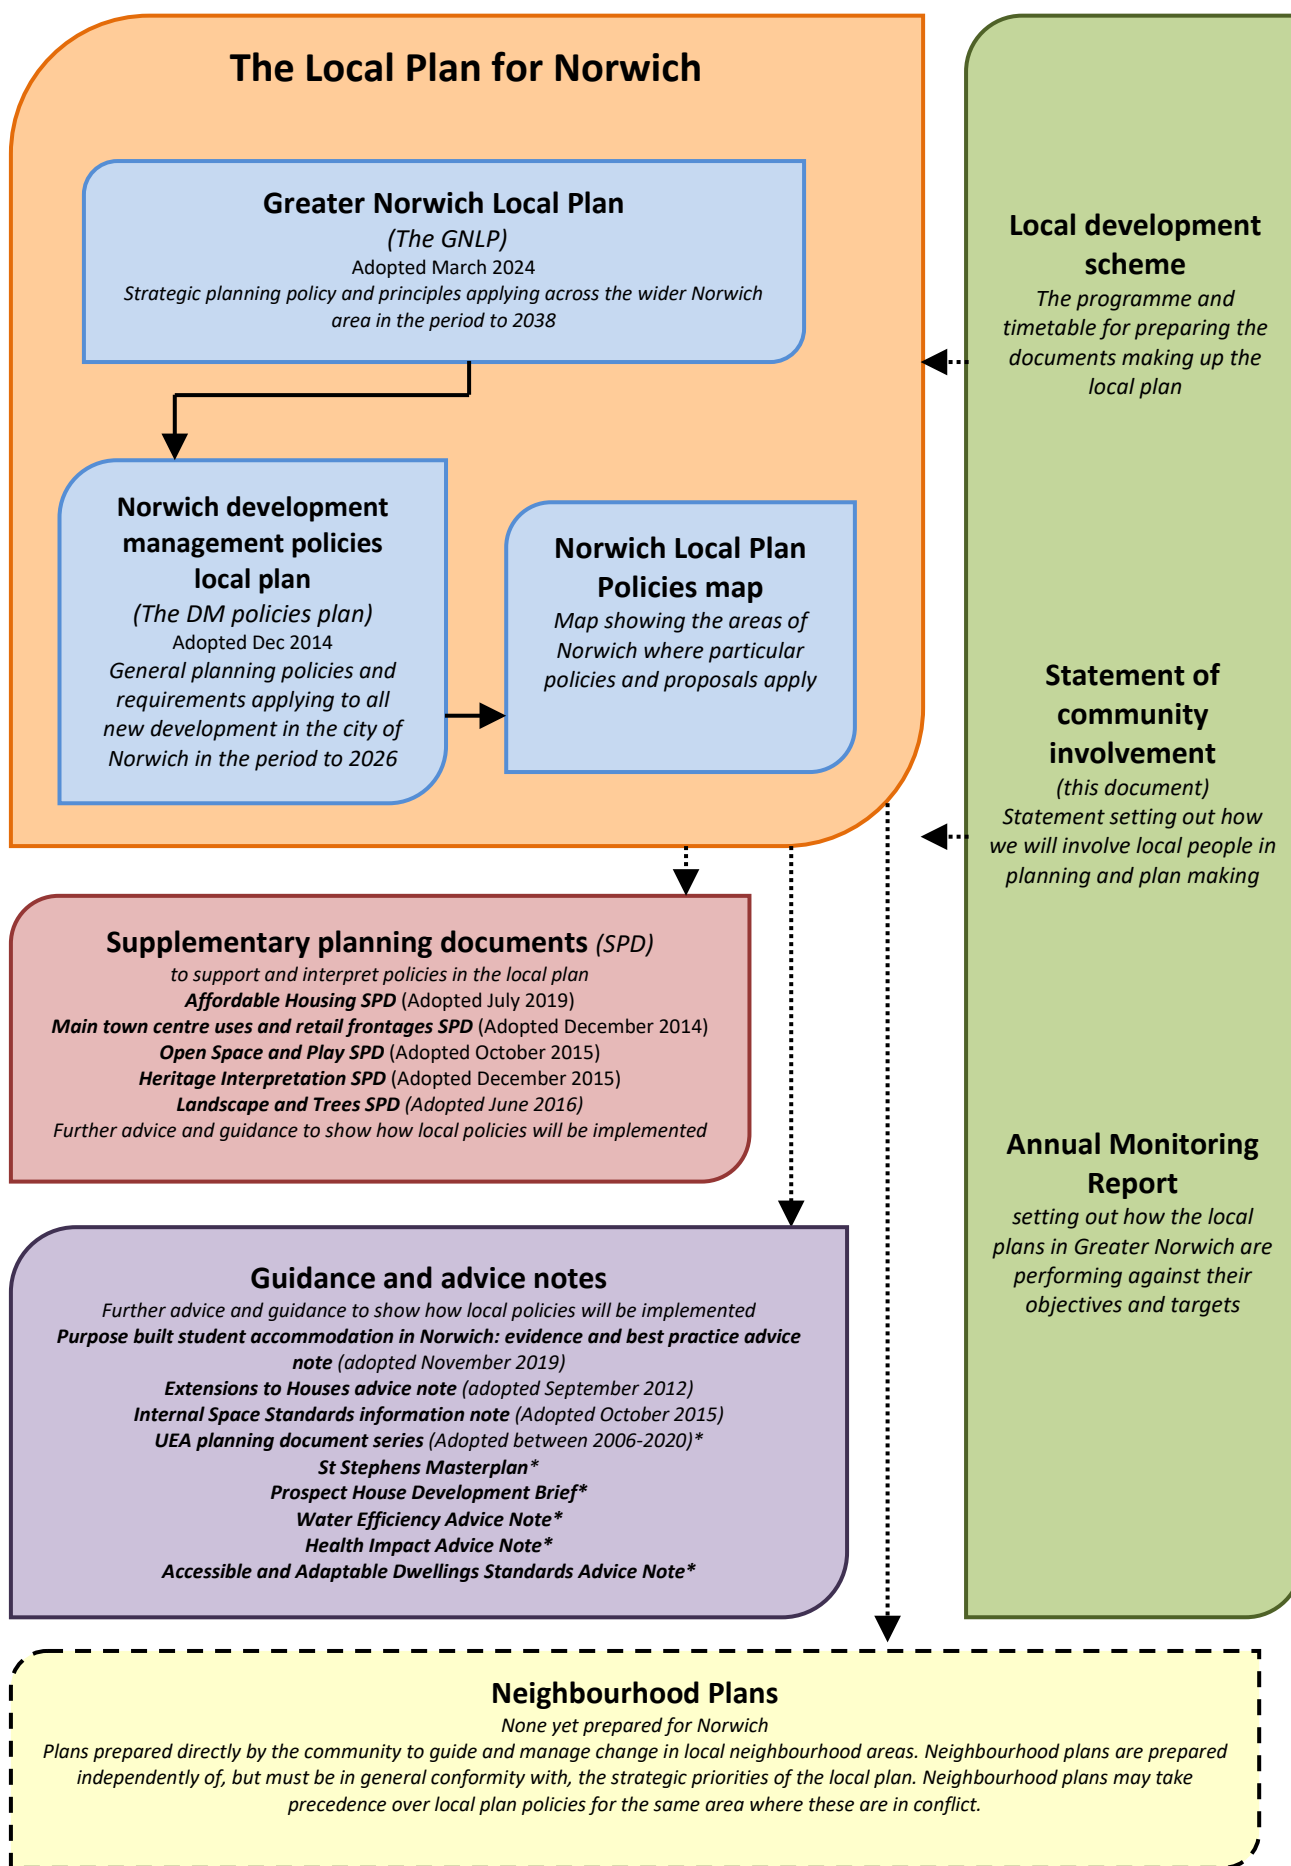 The Local Plan for Norwich
Greater Norwich Local Plan
(The GNLP)
Adopted March 2024
Strategic planning policy and principles applying across the wider Norwich
area in the period to 2038
Norwich development
management policies
local plan
(The DM policies plan)
Adopted Dec 2014
General planning policies and
requirements applying to all
new development in the city of
Norwich in the period to 2026
Norwich Local Plan
Policies map
Map showing the areas of
Norwich where particular
policies and proposals apply
Local development
scheme
The programme and
timetable for preparing the
documents making up the
local plan
Statement of
community
involvement
(this document)
Statement setting out how
we will involve local people in
planning and plan making
Annual Monitoring
Report
setting out how the local
plans in Greater Norwich are
performing against their
objectives and targets
Supplementary planning documents (SPD)
to support and interpret policies in the local plan
Affordable Housing SPD (Adopted July 2019)
Main town centre uses and retail frontages SPD (Adopted December 2014)
Open Space and Play SPD (Adopted October 2015)
Heritage Interpretation SPD (Adopted December 2015)
Landscape and Trees SPD (Adopted June 2016)
Further advice and guidance to show how local policies will be implemented
Guidance and advice notes
Further advice and guidance to show how local policies will be implemented
Purpose built student accommodation in Norwich: evidence and best practice advice
note (adopted November 2019)
Extensions to Houses advice note (adopted September 2012)
Internal Space Standards information note (Adopted October 2015)
UEA planning document series (Adopted between 2006-2020)*
St Stephens Masterplan*
Prospect House Development Brief*
Water Efficiency Advice Note*
Health Impact Advice Note*
Accessible and Adaptable Dwellings Standards Advice Note*
Neighbourhood Plans
None yet prepared for Norwich
Plans prepared directly by the community to guide and manage change in local neighbourhood areas. Neighbourhood plans are prepared
independently of, but must be in general conformity with, the strategic priorities of the local plan. Neighbourhood plans may take
precedence over local plan policies for the same area where these are in conflict.